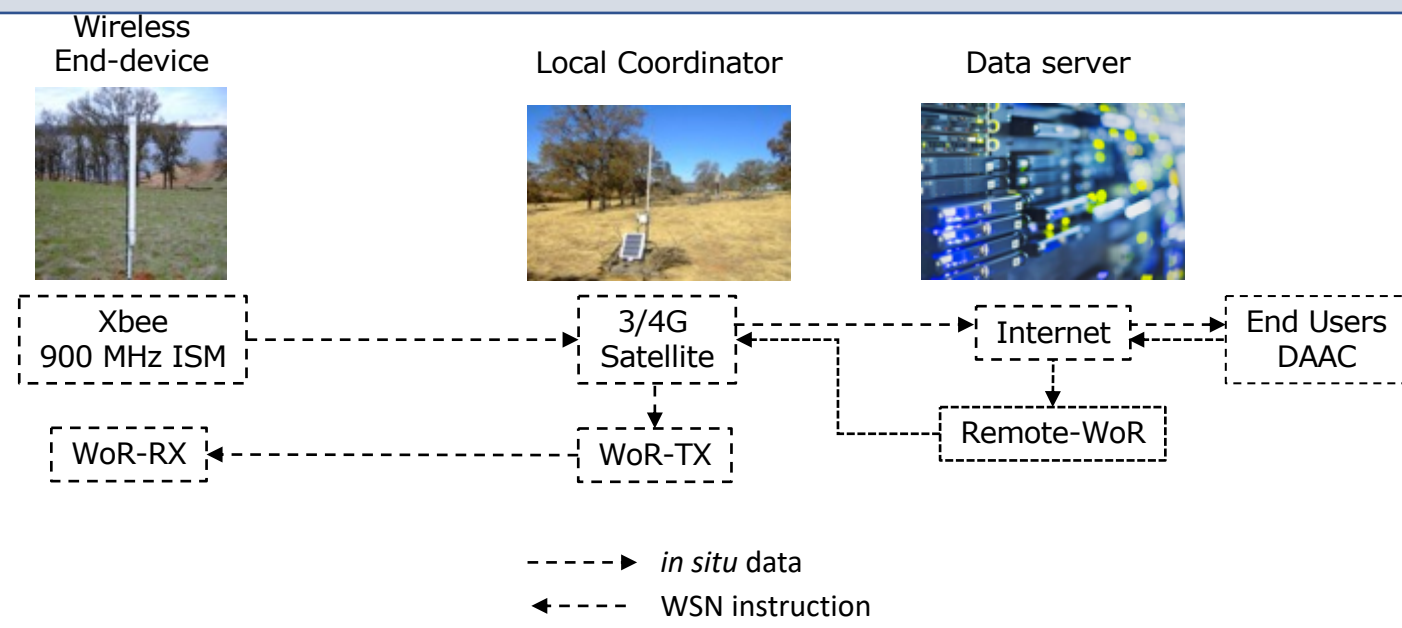 Wireless
End-device
Local Coordinator
Data server
Xbee
900 MHz ISM
3/4G
Satellite
Internet
End Users
DAAC
WoR-RX
WoR-TX
Remote-WoR
in situ data
WSN instruction